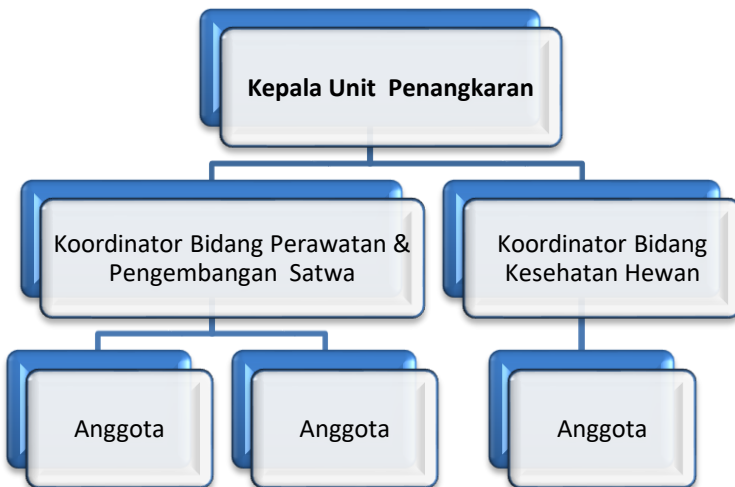 Kepala Unit Penangkaran
Koordinator Bidang Perawatan &
Pengembangan Satwa
Koordinator Bidang
Kesehatan Hewan
Anggota
Anggota
Anggota